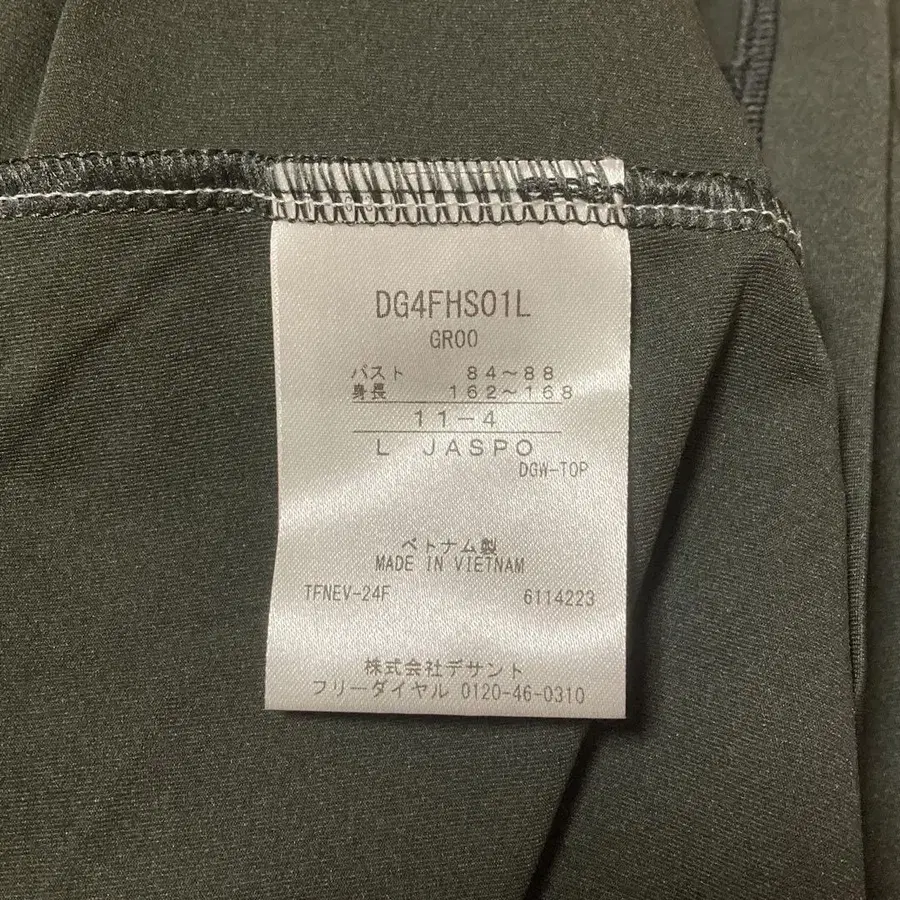 DG4FHS01L
GR00
バスト 84～88
身長 162～168
11-4
L JASPO
DGW-TOP
ベトナム製
MADE IN VIETNAM
TFNEV-24F 6114223
株式会社デサント
フリーダイヤル 0120-46-0310